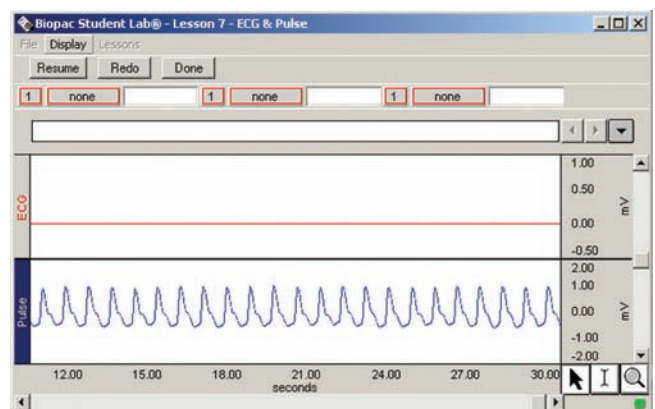 Biopac Student Lab® - Lesson 7 - ECG & Pulse
File Display Lessons
Resume Redo Done
1 none 1 none 1 none
ECG
1.00
0.50
0.00
-0.50
mV
Pulse
2.00
1.00
0.00
-1.00
-2.00
mV
12.00 15.00 18.00 21.00 24.00 27.00 30.00
seconds